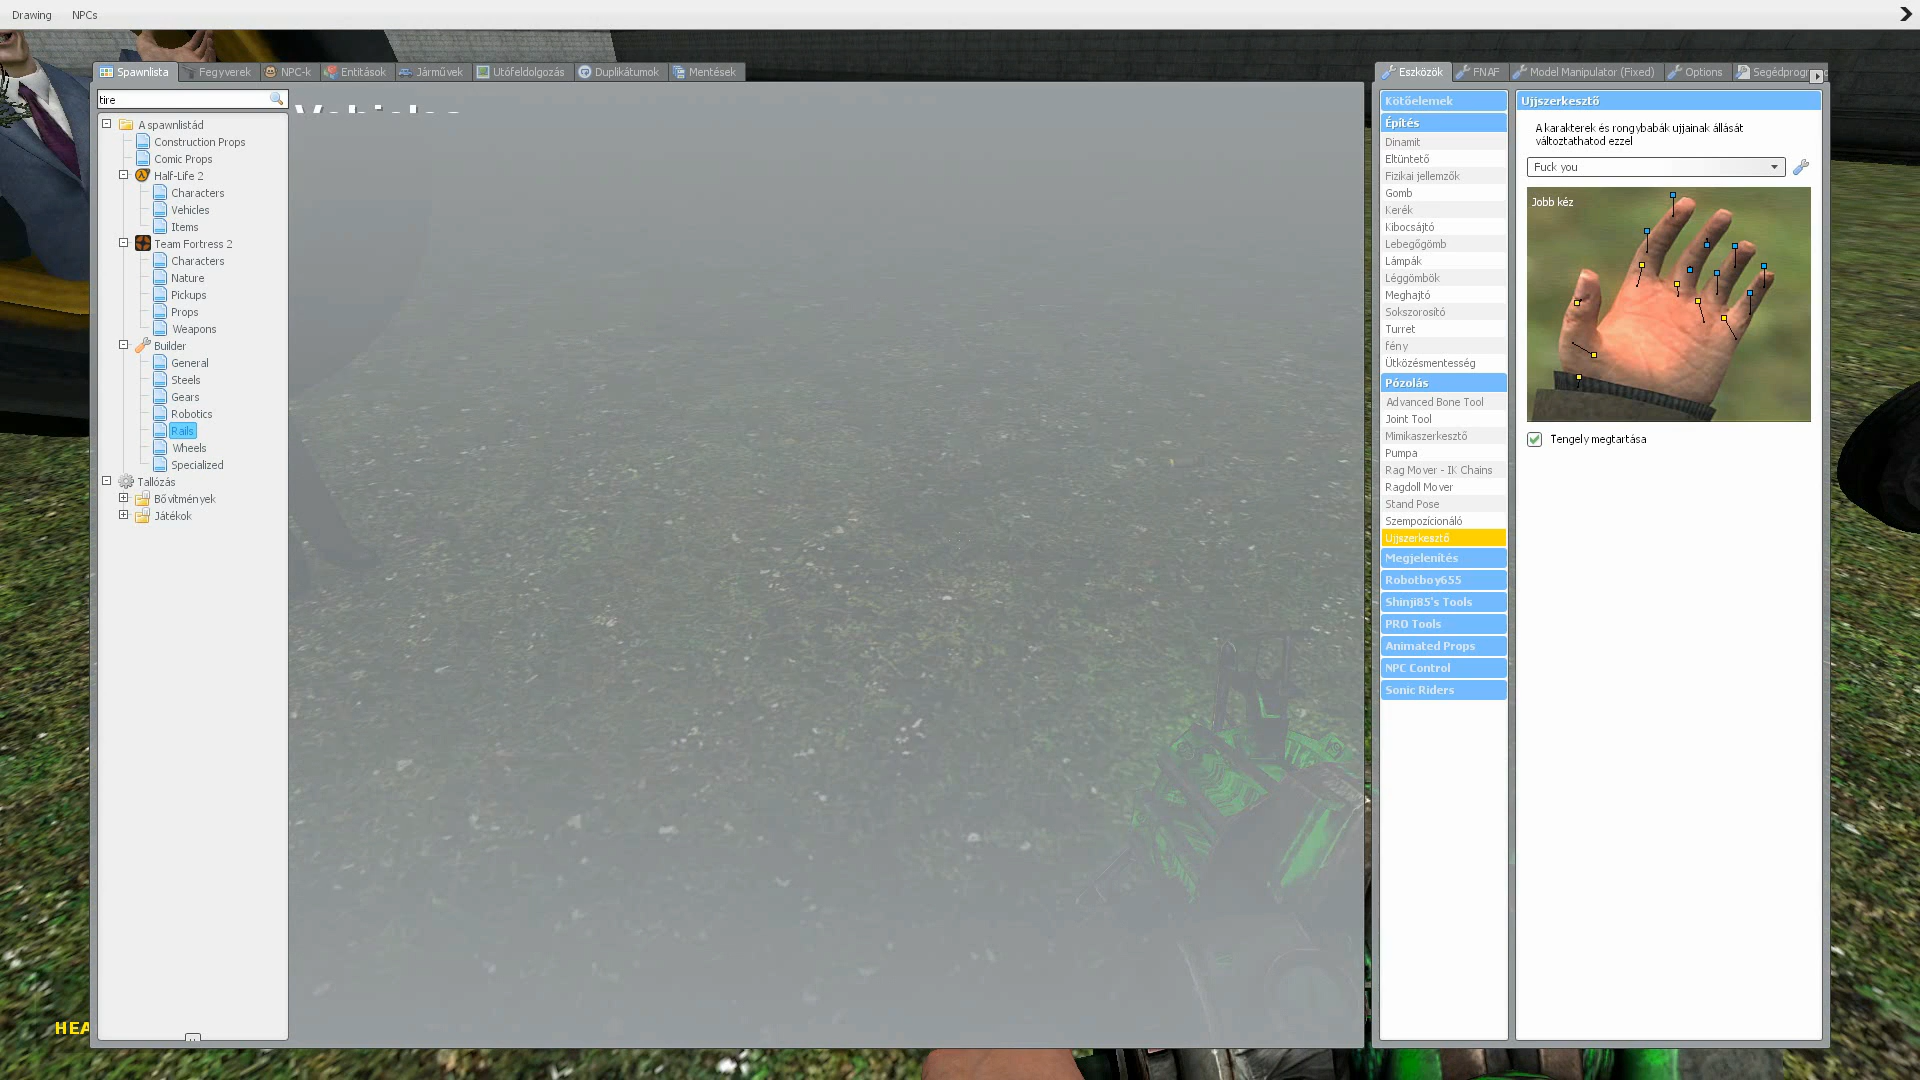 Drawing NPCs
Spawnlista Fegyverek NPC-k Entitások Járművek Utófeldolgozás Duplikátumok Mentések
tire
A spawnlistád
Construction Props
Comic Props
Half-Life 2
Characters
Vehicles
Items
Team Fortress 2
Characters
Nature
Pickups
Props
Weapons
Builder
General
Steels
Gears
Robotics
Rails
Wheels
Specialized
Tallózás
Bővítmények
Játékok
Vehicles
HEA
Eszközök FNAF Model Manipulator (Fixed) Options Segédprogr
Kötőelemek
Építés
Dinamit
Eltüntető
Fizikai jellemzők
Gomb
Kerék
Kibocsájtó
Lebegőgömb
Lámpák
Léggömbök
Meghajtó
Sokszorosító
Turret
fény
Ütközésmentesség
Pózolás
Advanced Bone Tool
Joint Tool
Mimikaszerkesztő
Pumpa
Rag Mover - IK Chains
Ragdoll Mover
Stand Pose
Szempozícionáló
Ujjszerkesztő
Megjelenítés
Robotboy655
Shinji85's Tools
PRO Tools
Animated Props
NPC Control
Sonic Riders
Ujjszerkesztő
A karakterek és rongybabák ujjainak állását
változtathatod ezzel
Fuck you
Jobb kéz
Tengely megtartása